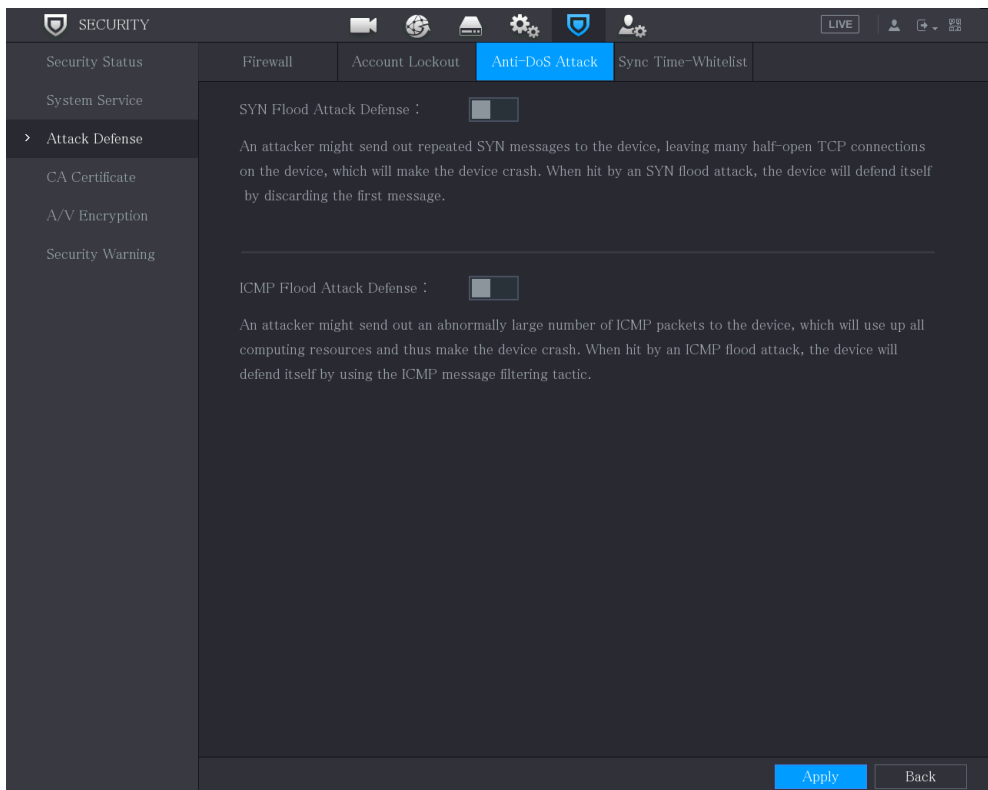 SECURITY
LIVE
Security Status
System Service
Attack Defense
CA Certificate
A/V Encryption
Security Warning
Firewall
Account Lockout
Anti-DoS Attack
Sync Time-Whitelist
SYN Flood Attack Defense :
An attacker might send out repeated SYN messages to the device, leaving many half-open TCP connections
on the device, which will make the device crash. When hit by an SYN flood attack, the device will defend itself
by discarding the first message.
ICMP Flood Attack Defense :
An attacker might send out an abnormally large number of ICMP packets to the device, which will use up all
computing resources and thus make the device crash. When hit by an ICMP flood attack, the device will
defend itself by using the ICMP message filtering tactic.
Apply
Back